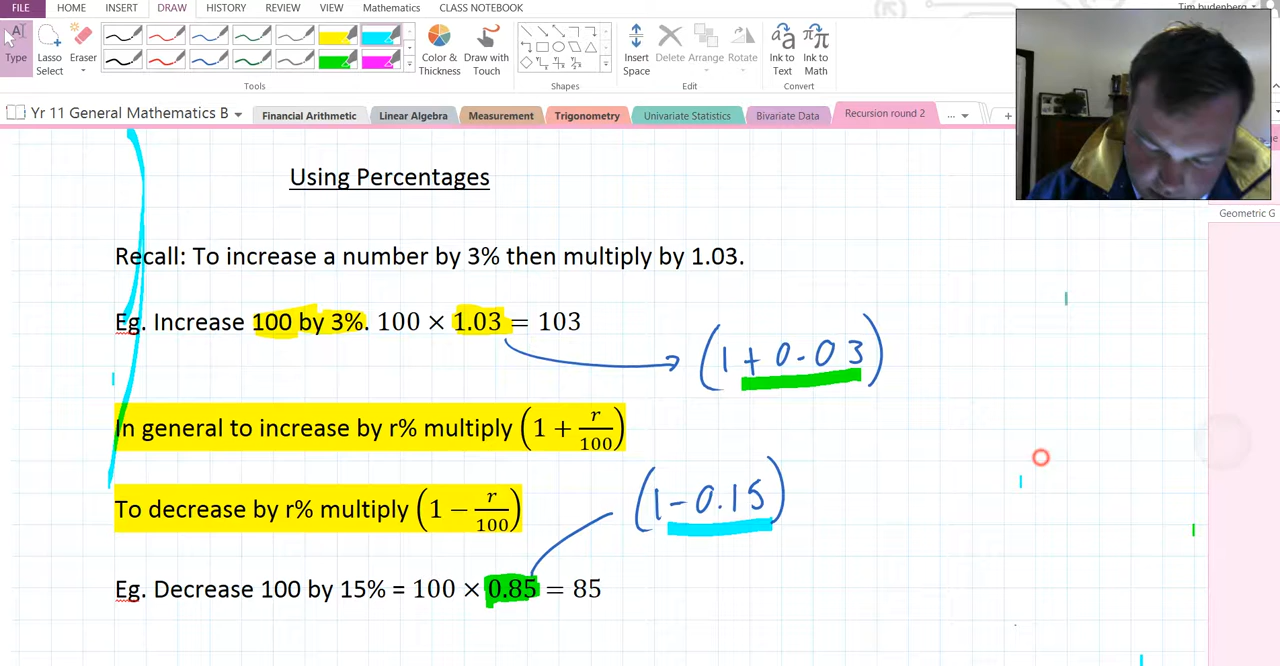 Tim hudenberg
FILE HOME INSERT DRAW HISTORY REVIEW VIEW Mathematics CLASS NOTEBOOK
Type Lasso Select Eraser Color & Thickness Draw with Touch Insert Space Delete Arrange Rotate Ink to Text Ink to Math
Tools Shapes Edit Convert
Yr 11 General Mathematics B Financial Arithmetic Linear Algebra Measurement Trigonometry Univariate Statistics Bivariate Data Recursion round 2 ... +
Geometric G
Using Percentages
Recall: To increase a number by 3% then multiply by 1.03.
Eg. Increase 100 by 3%. 100 × 1.03 = 103
(1 + 0.03)
In general to increase by r% multiply (1 + r/100)
(1 - 0.15)
To decrease by r% multiply (1 − r/100)
Eg. Decrease 100 by 15% = 100 × 0.85 = 85